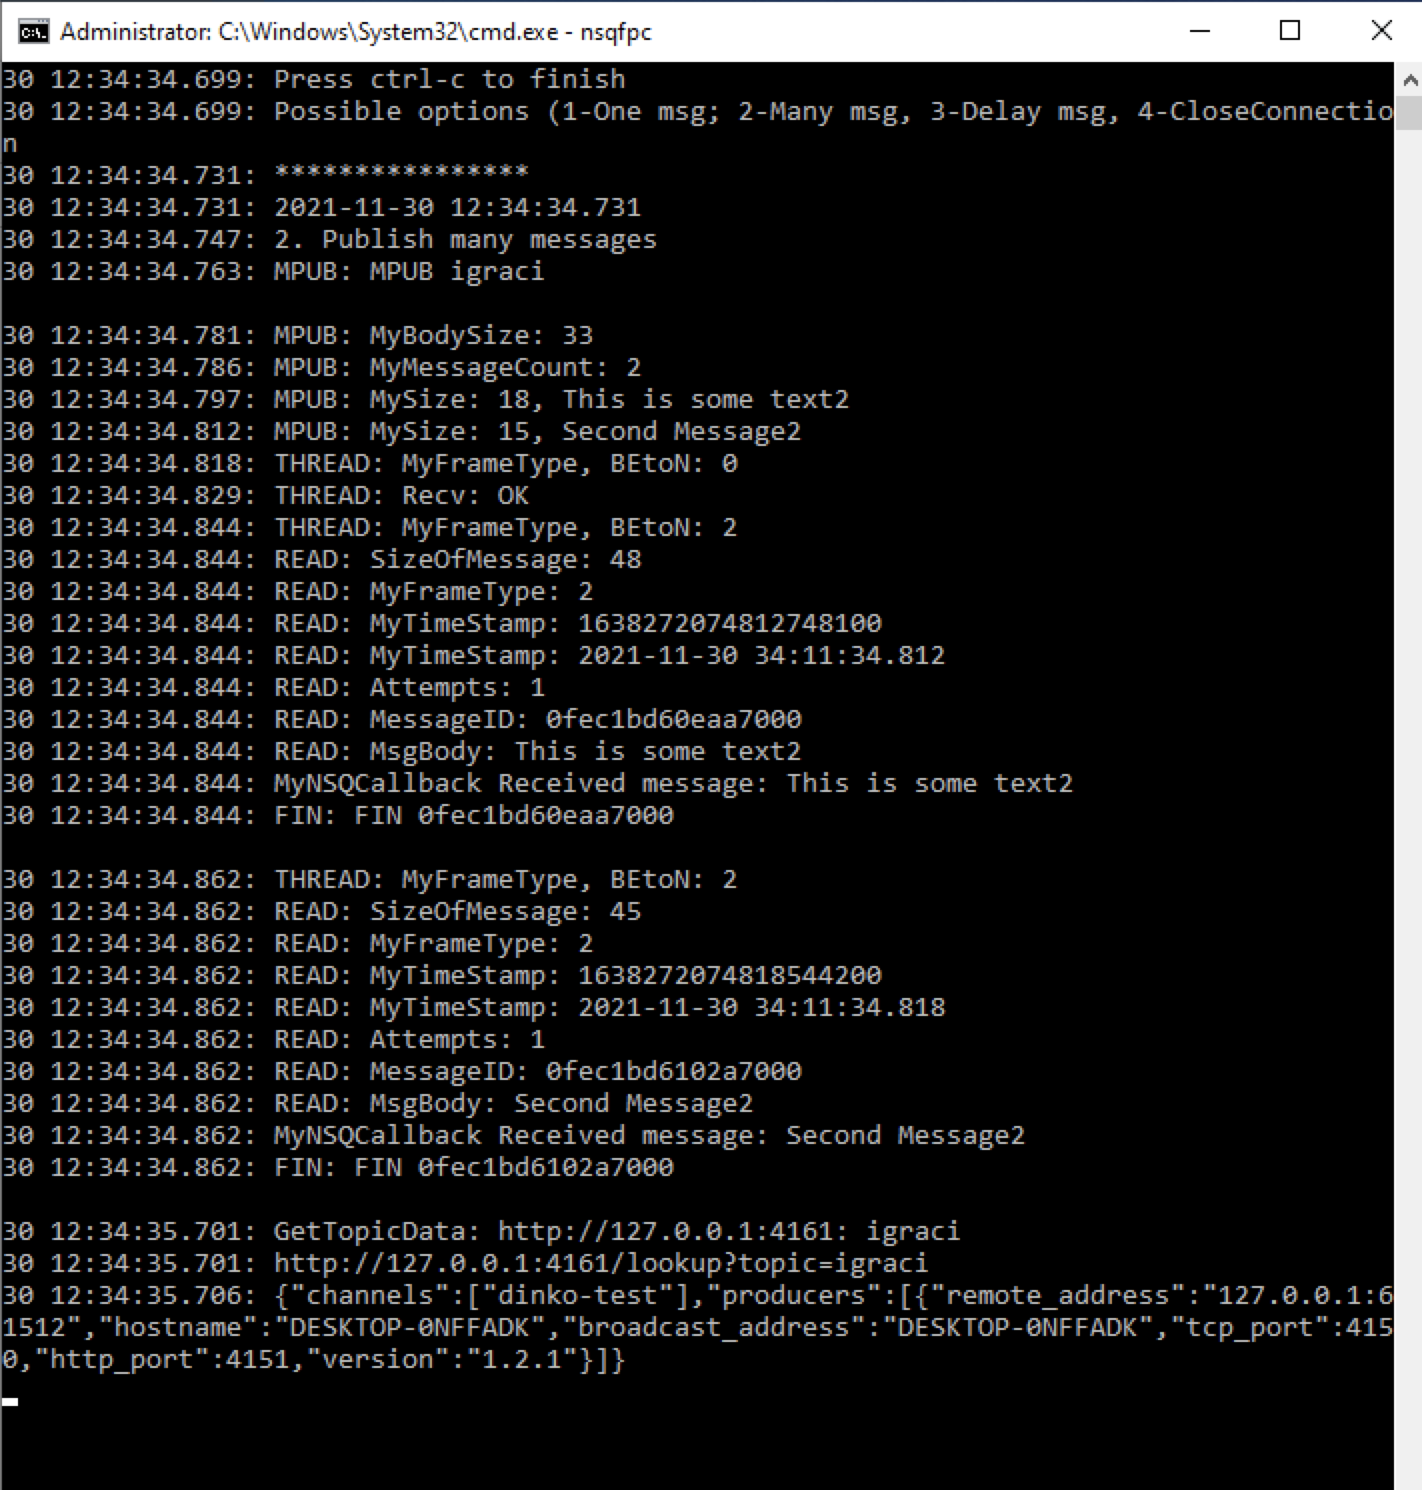 Administrator: C:\Windows\System32\cmd.exe - nsqfpc
30 12:34:34.699: Press ctrl-c to finish
30 12:34:34.699: Possible options (1-One msg; 2-Many msg, 3-Delay msg, 4-CloseConnectio
n
30 12:34:34.731: ****************
30 12:34:34.731: 2021-11-30 12:34:34.731
30 12:34:34.747: 2. Publish many messages
30 12:34:34.763: MPUB: MPUB igraci
30 12:34:34.781: MPUB: MyBodySize: 33
30 12:34:34.786: MPUB: MyMessageCount: 2
30 12:34:34.797: MPUB: MySize: 18, This is some text2
30 12:34:34.812: MPUB: MySize: 15, Second Message2
30 12:34:34.818: THREAD: MyFrameType, BEtoN: 0
30 12:34:34.829: THREAD: Recv: OK
30 12:34:34.844: THREAD: MyFrameType, BEtoN: 2
30 12:34:34.844: READ: SizeOfMessage: 48
30 12:34:34.844: READ: MyFrameType: 2
30 12:34:34.844: READ: MyTimeStamp: 1638272074812748100
30 12:34:34.844: READ: MyTimeStamp: 2021-11-30 34:11:34.812
30 12:34:34.844: READ: Attempts: 1
30 12:34:34.844: READ: MessageID: 0fec1bd60eaa7000
30 12:34:34.844: READ: MsgBody: This is some text2
30 12:34:34.844: MyNSQCallback Received message: This is some text2
30 12:34:34.844: FIN: FIN 0fec1bd60eaa7000
30 12:34:34.862: THREAD: MyFrameType, BEtoN: 2
30 12:34:34.862: READ: SizeOfMessage: 45
30 12:34:34.862: READ: MyFrameType: 2
30 12:34:34.862: READ: MyTimeStamp: 1638272074818544200
30 12:34:34.862: READ: MyTimeStamp: 2021-11-30 34:11:34.818
30 12:34:34.862: READ: Attempts: 1
30 12:34:34.862: READ: MessageID: 0fec1bd6102a7000
30 12:34:34.862: READ: MsgBody: Second Message2
30 12:34:34.862: MyNSQCallback Received message: Second Message2
30 12:34:34.862: FIN: FIN 0fec1bd6102a7000
30 12:34:35.701: GetTopicData: http://127.0.0.1:4161: igraci
30 12:34:35.701: http://127.0.0.1:4161/lookup?topic=igraci
30 12:34:35.706: {"channels":["dinko-test"],"producers":[{"remote_address":"127.0.0.1:6
1512","hostname":"DESKTOP-0NFFADK","broadcast_address":"DESKTOP-0NFFADK","tcp_port":415
0,"http_port":4151,"version":"1.2.1"}]}